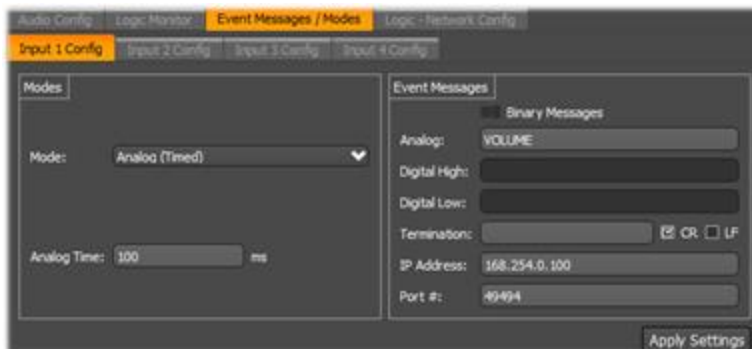 Audio Config Logic Monitor Event Messages / Modes Logic - Network Config
Input 1 Config Input 2 Config Input 3 Config Input 4 Config
Modes
Mode: Analog (Timed)
Analog Time: 100 ms
Event Messages
Binary Messages
Analog: VOLUME
Digital High:
Digital Low:
Termination: CR LF
IP Address: 168.254.0.100
Port #: 49494
Apply Settings